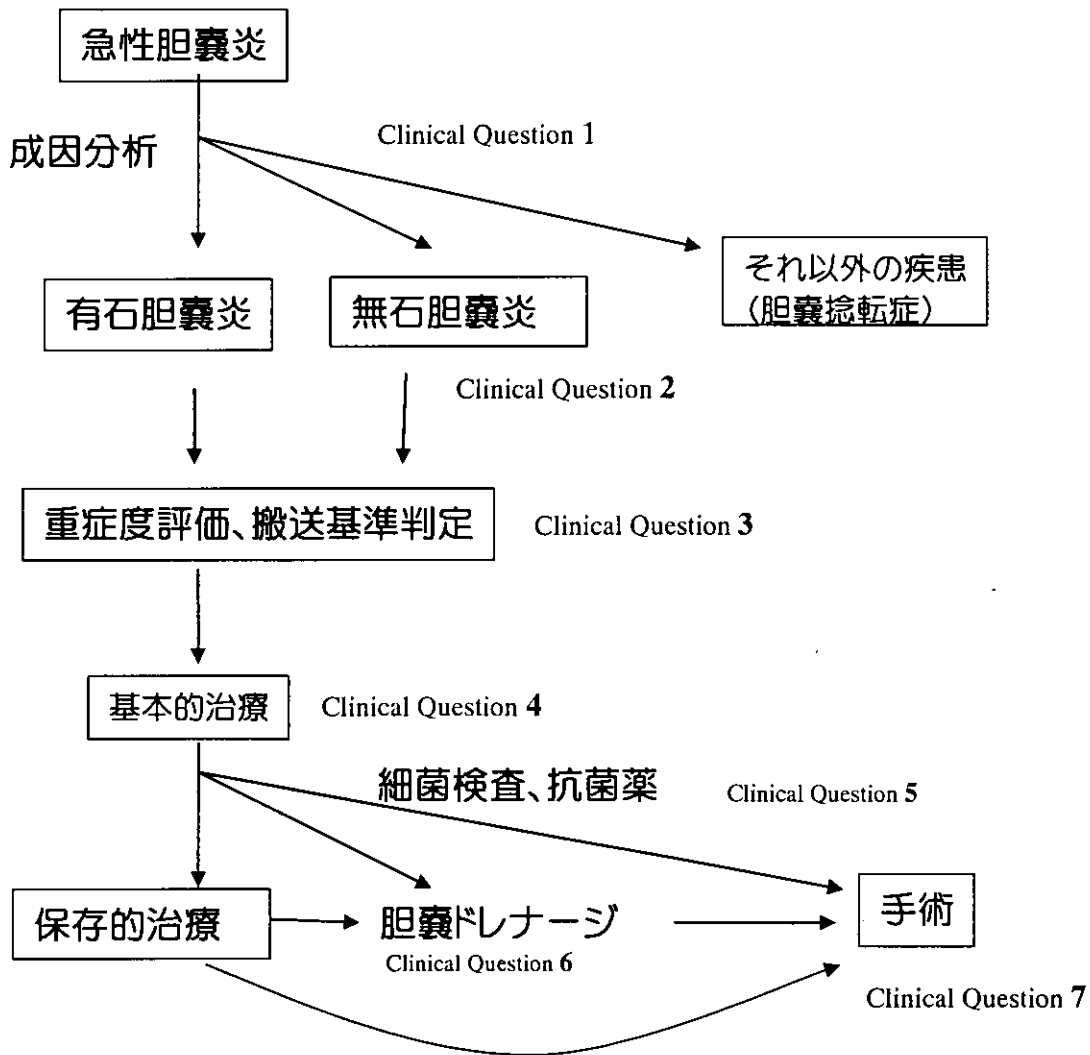 急性胆嚢炎
Clinical Question 1
成因分析
それ以外の疾患
(胆嚢捻転症)
有石胆嚢炎
無石胆嚢炎
Clinical Question 2
重症度評価、搬送基準判定
Clinical Question 3
基本的治療
Clinical Question 4
細菌検査、抗菌薬
Clinical Question 5
保存的治療
胆嚢ドレナージ
Clinical Question 6
手術
Clinical Question 7